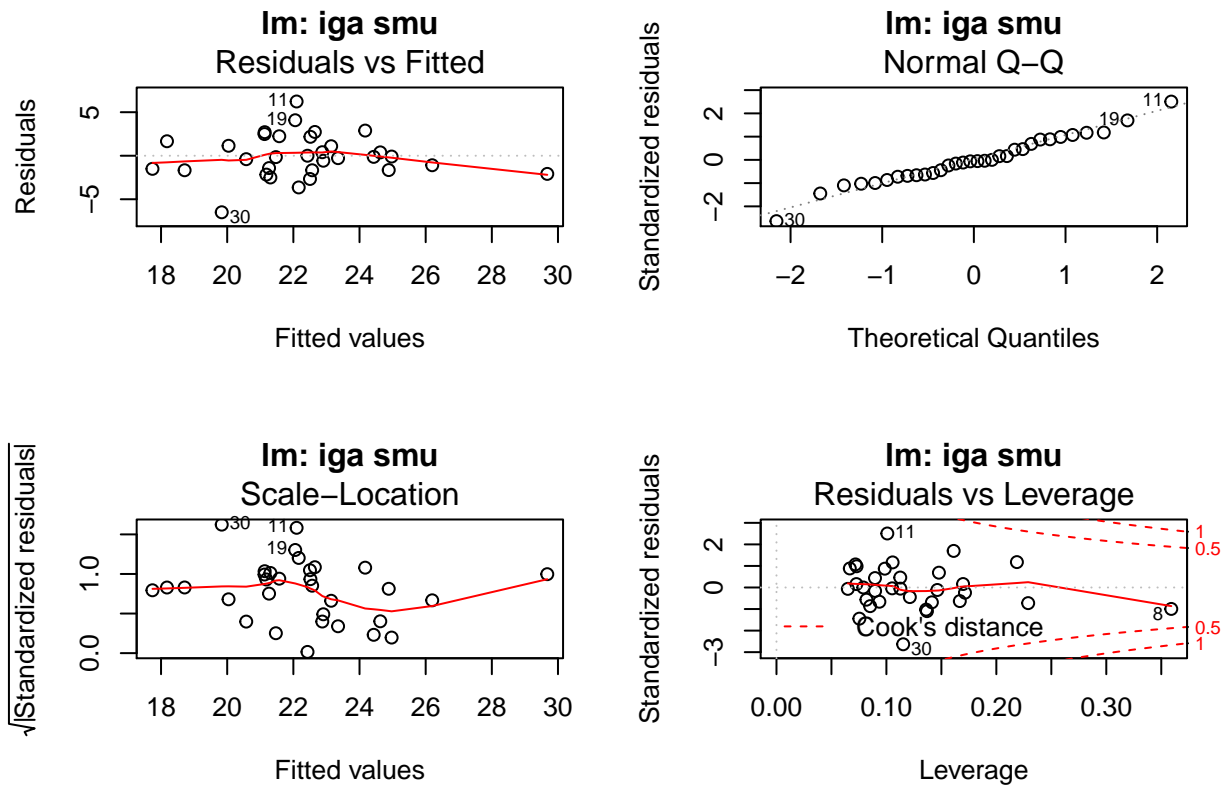 lm: iga smu
Residuals vs Fitted
Residuals
5
−5
11
19
30
18 20 22 24 26 28 30
Fitted values
lm: iga smu
Normal Q−Q
Standardized residuals
2
0
−2
11
19
30
−2 −1 0 1 2
Theoretical Quantiles
lm: iga smu
Scale−Location
√|Standardized residuals|
1.0
0.0
30
11
19
18 20 22 24 26 28 30
Fitted values
lm: iga smu
Residuals vs Leverage
Standardized residuals
2
0
−3
11
8
30
Cook's distance
1
0.5
0.5
1
0.00 0.10 0.20 0.30
Leverage